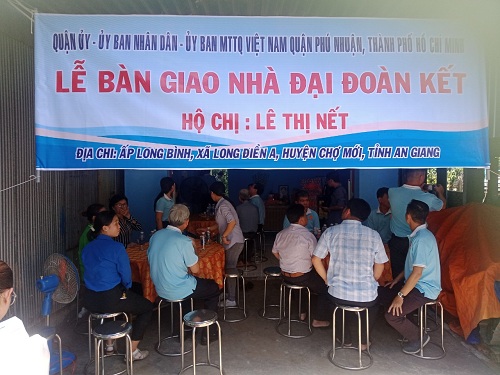 QUẬN ỦY - ỦY BAN NHÂN DÂN - ỦY BAN MTTQ VIỆT NAM QUẬN PHÚ NHUẬN, THÀNH PHỐ HỒ CHÍ MINH
LỄ BÀN GIAO NHÀ ĐẠI ĐOÀN KẾT
HỘ CHỊ : LÊ THỊ NẾT
ĐỊA CHỈ: ẤP LONG BÌNH, XÃ LONG ĐIỀN A, HUYỆN CHỢ MỚI, TỈNH AN GIANG